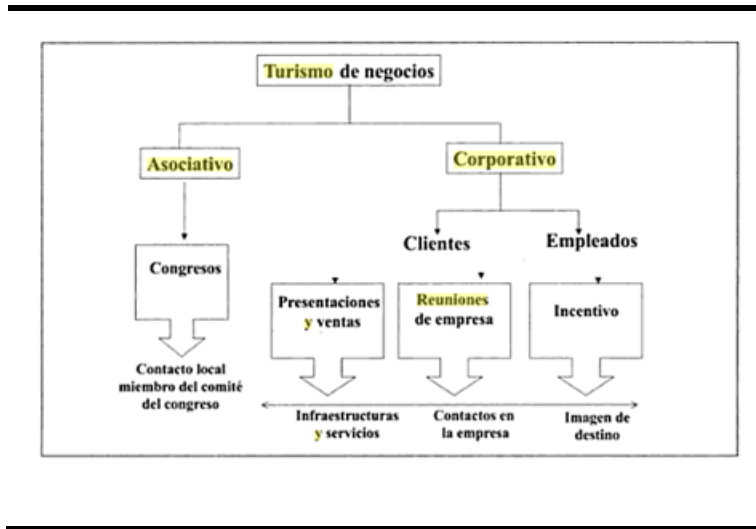 Turismo de negocios
Asociativo
Corporativo
Clientes
Empleados
Congresos
Presentaciones
y ventas
Reuniones
de empresa
Incentivo
Contacto local
miembro del comité
del congreso
Infraestructuras
y servicios
Contactos en
la empresa
Imagen de
destino